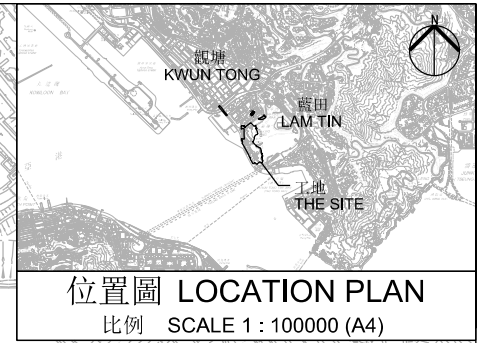 N
觀塘
KWUN TONG
藍田
LAM TIN
工地
THE SITE
位置圖 LOCATION PLAN
比例 SCALE 1 : 100000 (A4)